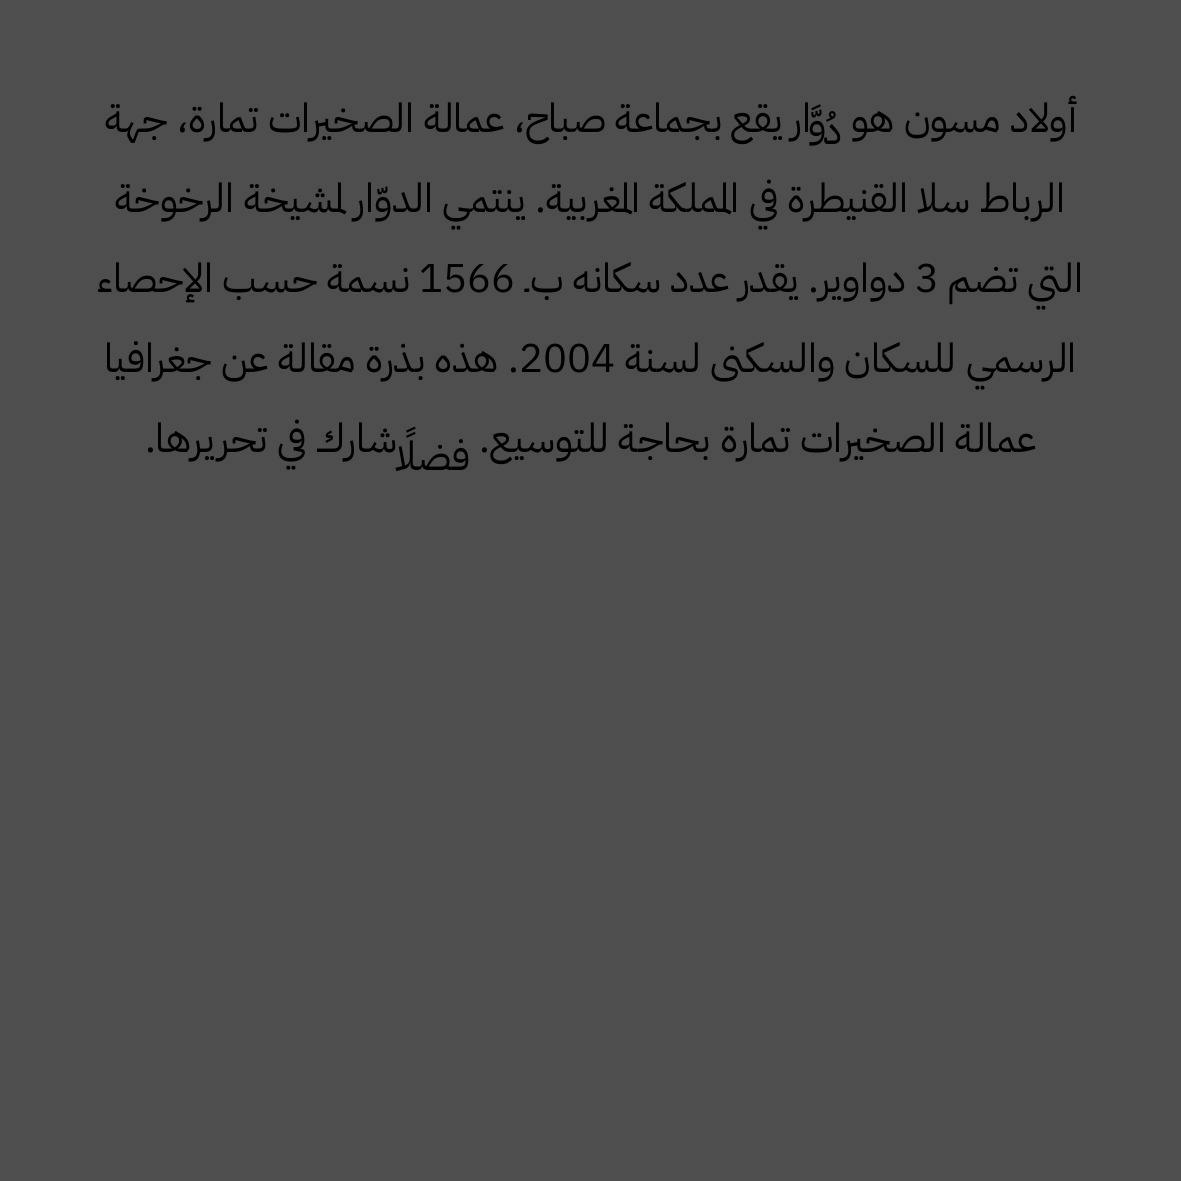 أولاد مسون هو دُوَّار يقع بجماعة صباح، عمالة الصخيرات تمارة، جهة
الرباط سلا القنيطرة في المملكة المغربية. ينتمي الدوّار لمشيخة الرخوخة
التي تضم 3 دواوير. يقدر عدد سكانه بـ 1566 نسمة حسب الإحصاء
الرسمي للسكان والسكنى لسنة 2004. هذه بذرة مقالة عن جغرافيا
عمالة الصخيرات تمارة بحاجة للتوسيع. فضلًا شارك في تحريرها.